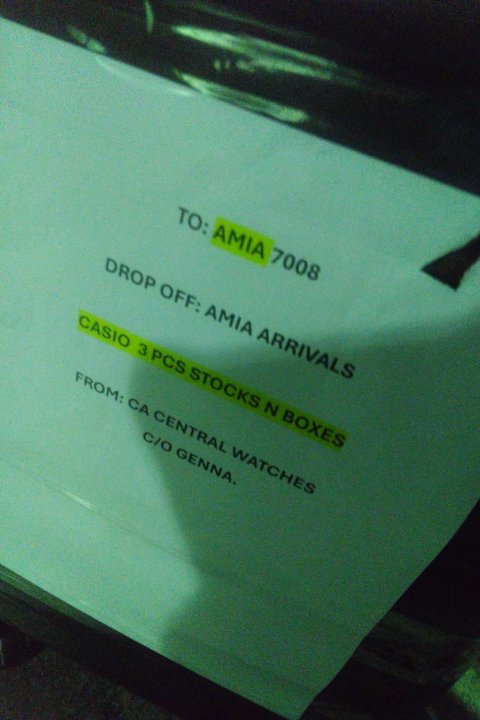 TO: AMIA 7008
DROP OFF: AMIA ARRIVALS
CASIO 3 PCS STOCKS N BOXES
FROM: CA CENTRAL WATCHES
C/O GENNA.